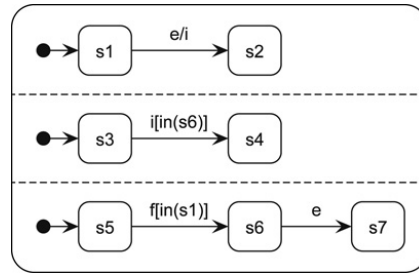 e/i
s1 s2
i[in(s6)]
s3 s4
f[in(s1)] e
s5 s6 s7